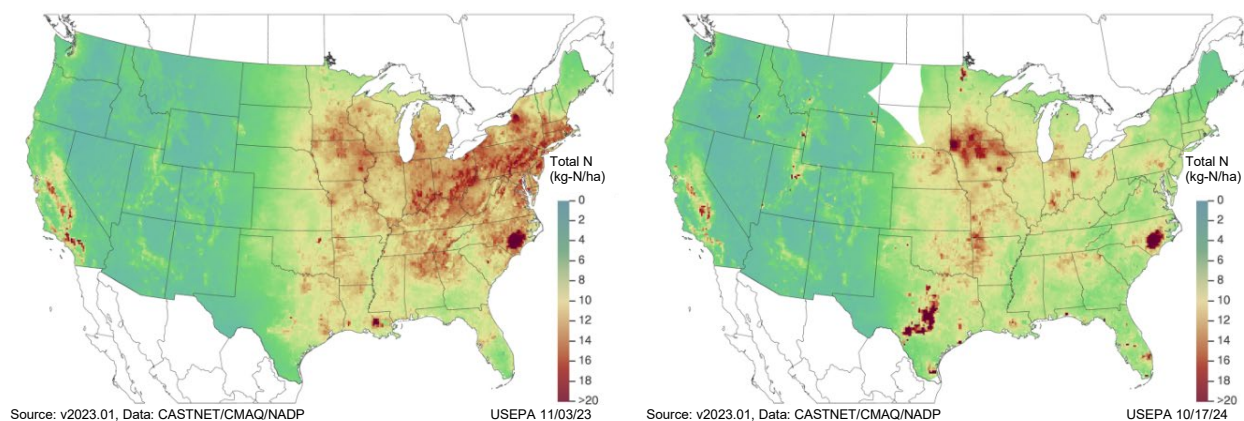 Total N
(kg-N/ha)
0
2
4
6
8
10
12
14
16
18
>20
Source: v2023.01, Data: CASTNET/CMAQ/NADP
USEPA 11/03/23
Total N
(kg-N/ha)
0
2
4
6
8
10
12
14
16
18
>20
Source: v2023.01, Data: CASTNET/CMAQ/NADP
USEPA 10/17/24